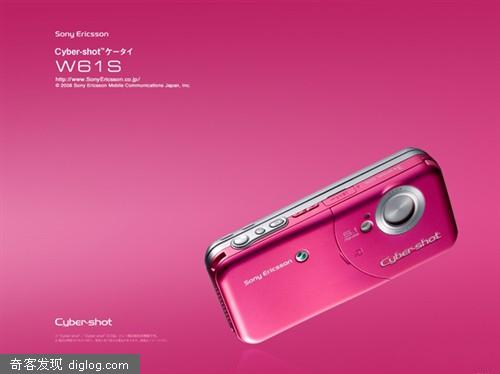 Sony Ericsson
Cyber-shot™ケータイ
W61S
http://www.SonyEricsson.co.jp/
© 2008 Sony Ericsson Mobile Communications Japan, Inc.
5.1
Cyber-shot
Sony Ericsson
Cyber-shot
奇客发现 diglog.com